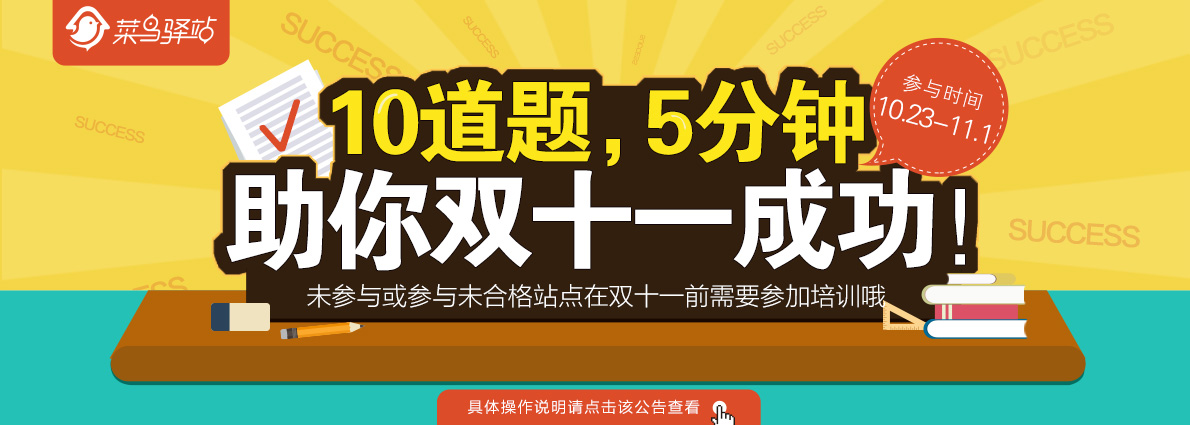 菜鸟驿站
SUCCESS
SUCCESS
SUCCESS
SUCCESS
SUCCESS
10道题，5分钟
参与时间
10.23-11.1
助你双十一成功！
SUCCESS
未参与或参与未合格站点在双十一前需要参加培训哦
具体操作说明请点击该公告查看